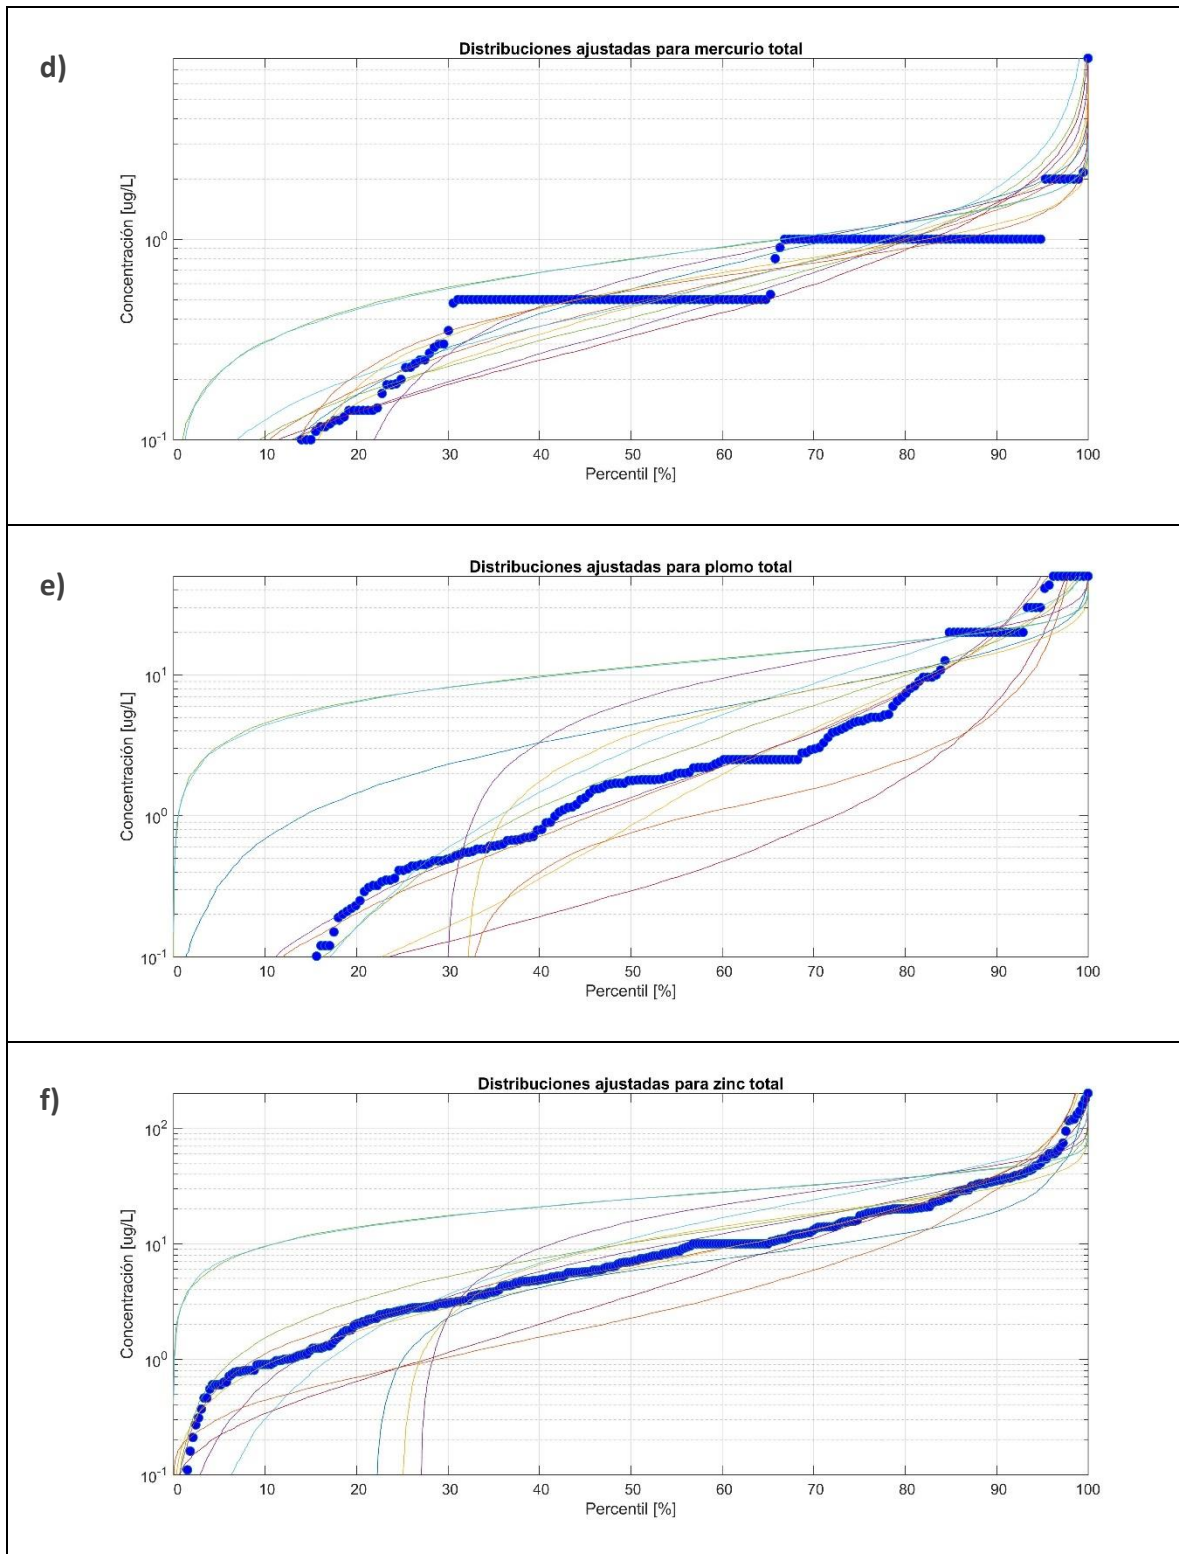 d)
Distribuciones ajustadas para mercurio total
Concentración [ug/L]
10^0
10^-1
0 10 20 30 40 50 60 70 80 90 100
Percentil [%]
e)
Distribuciones ajustadas para plomo total
Concentración [ug/L]
10^1
10^0
10^-1
0 10 20 30 40 50 60 70 80 90 100
Percentil [%]
f)
Distribuciones ajustadas para zinc total
Concentración [ug/L]
10^2
10^1
10^0
10^-1
0 10 20 30 40 50 60 70 80 90 100
Percentil [%]